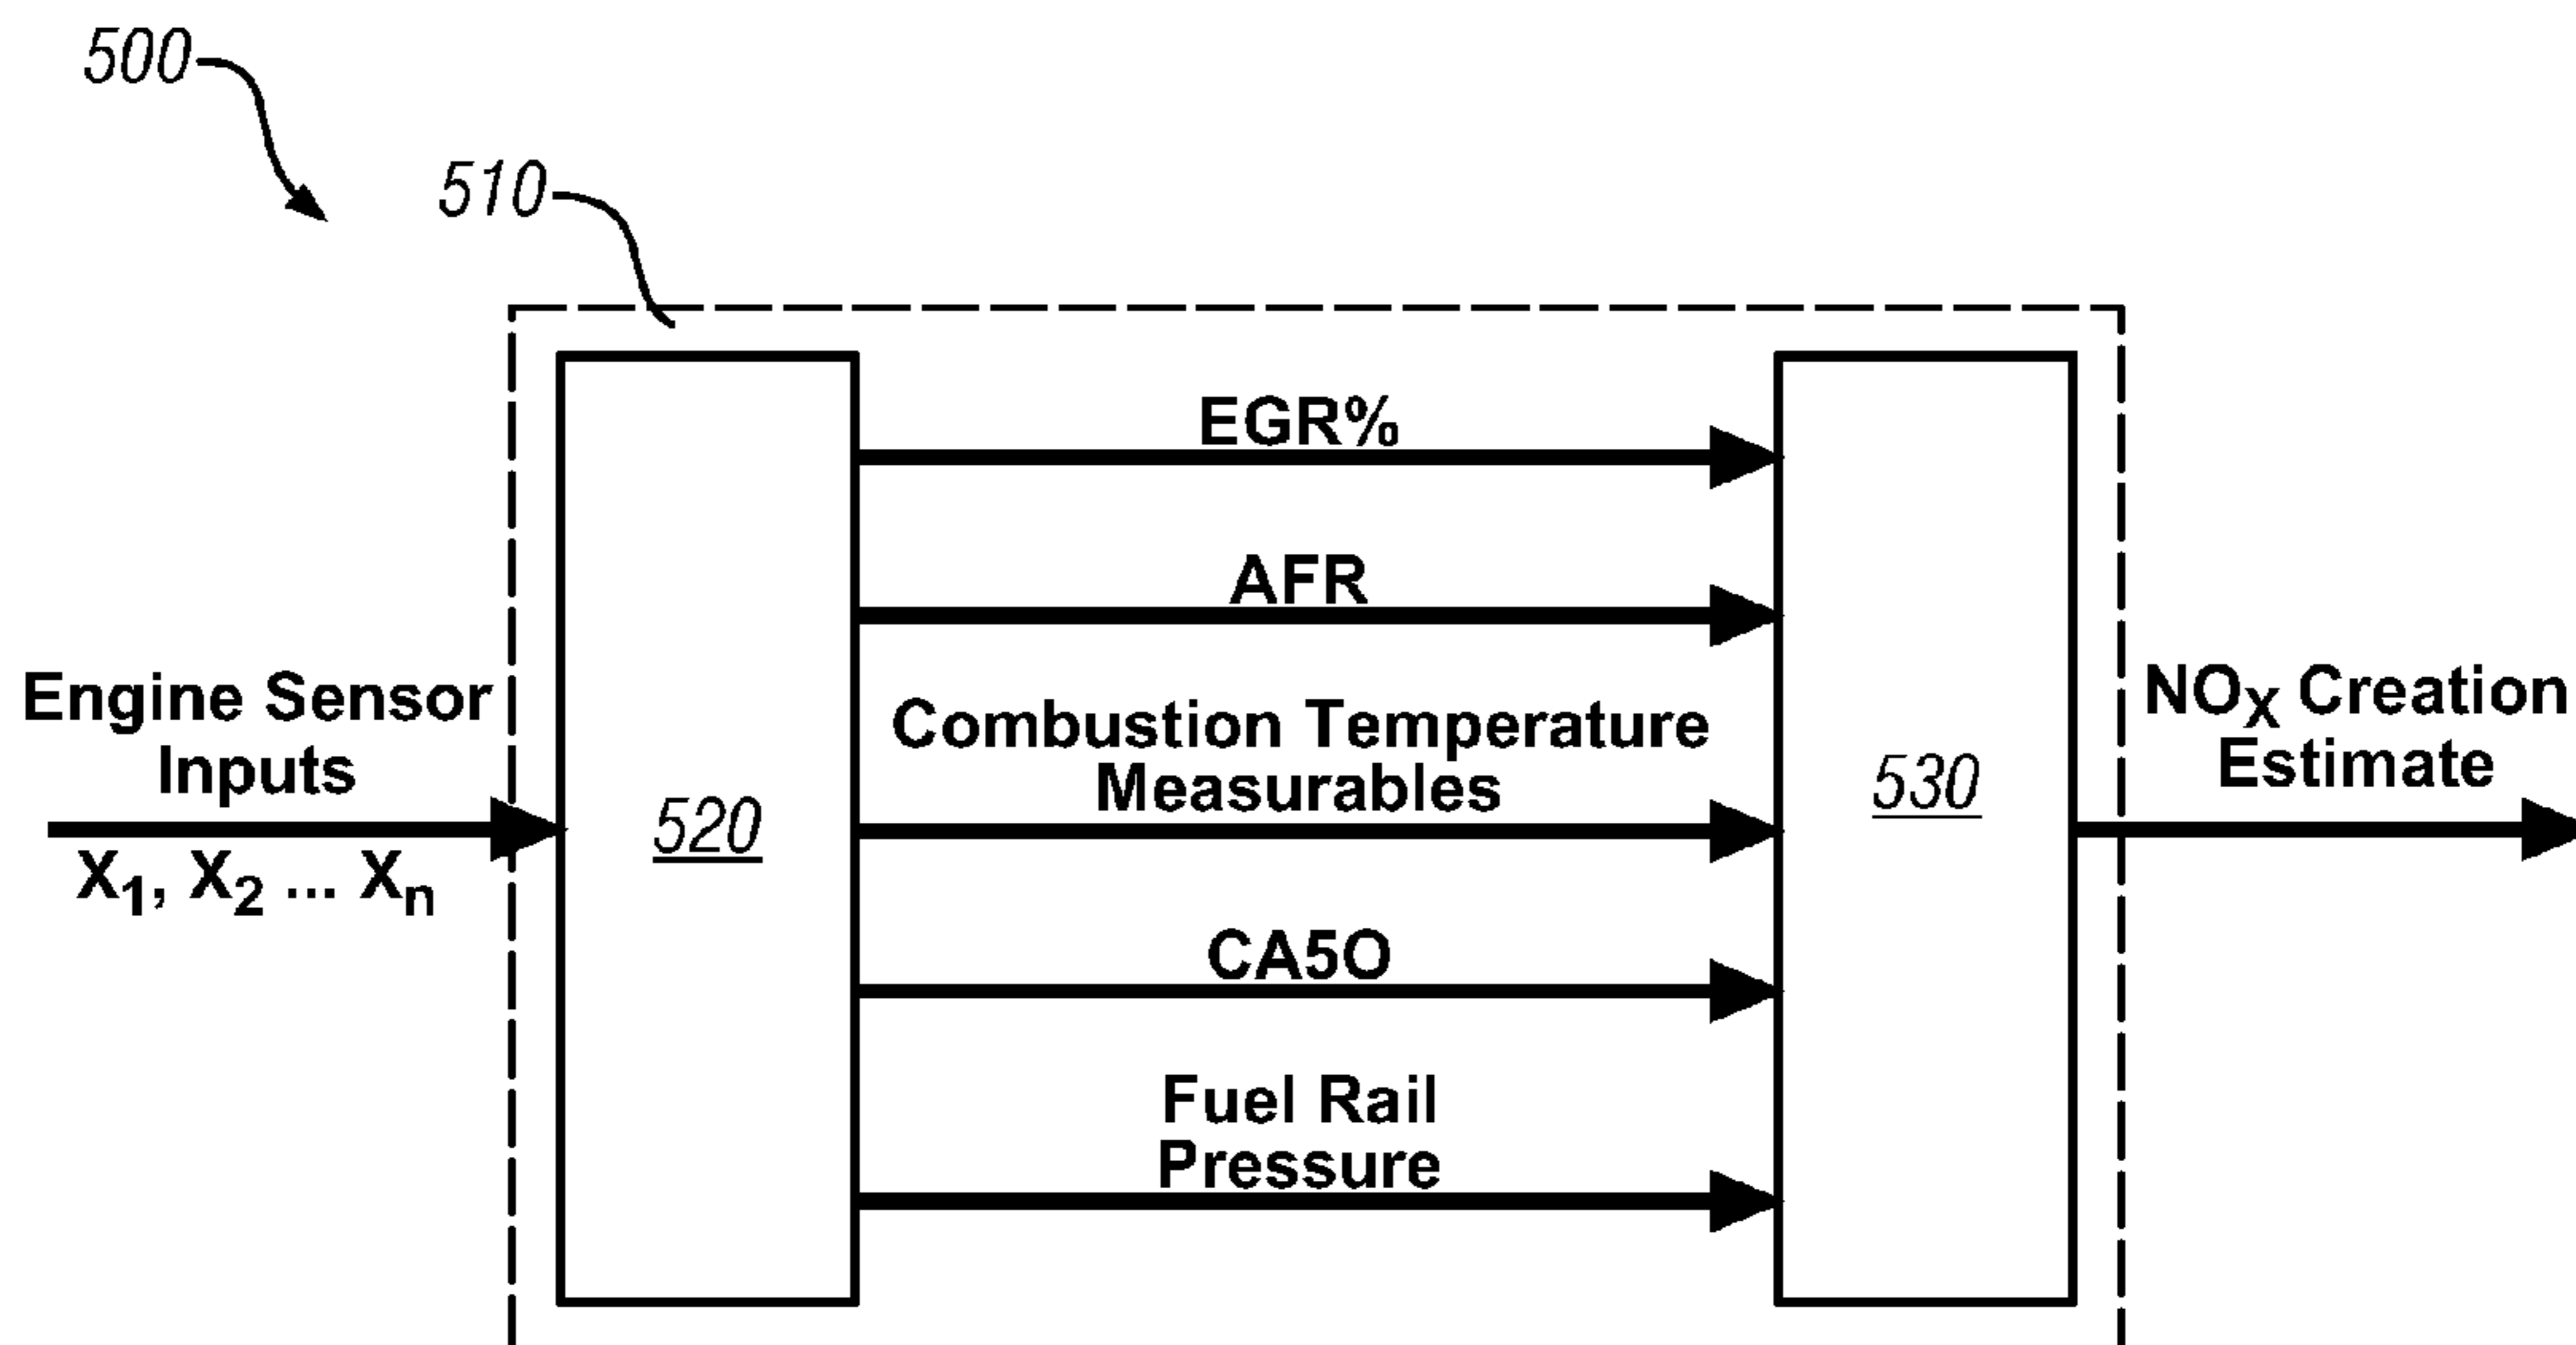 500
510
EGR%
AFR
Engine Sensor
Inputs
X1, X2 ... Xn
520
Combustion Temperature
Measurables
530
NOX Creation
Estimate
CA5O
Fuel Rail
Pressure